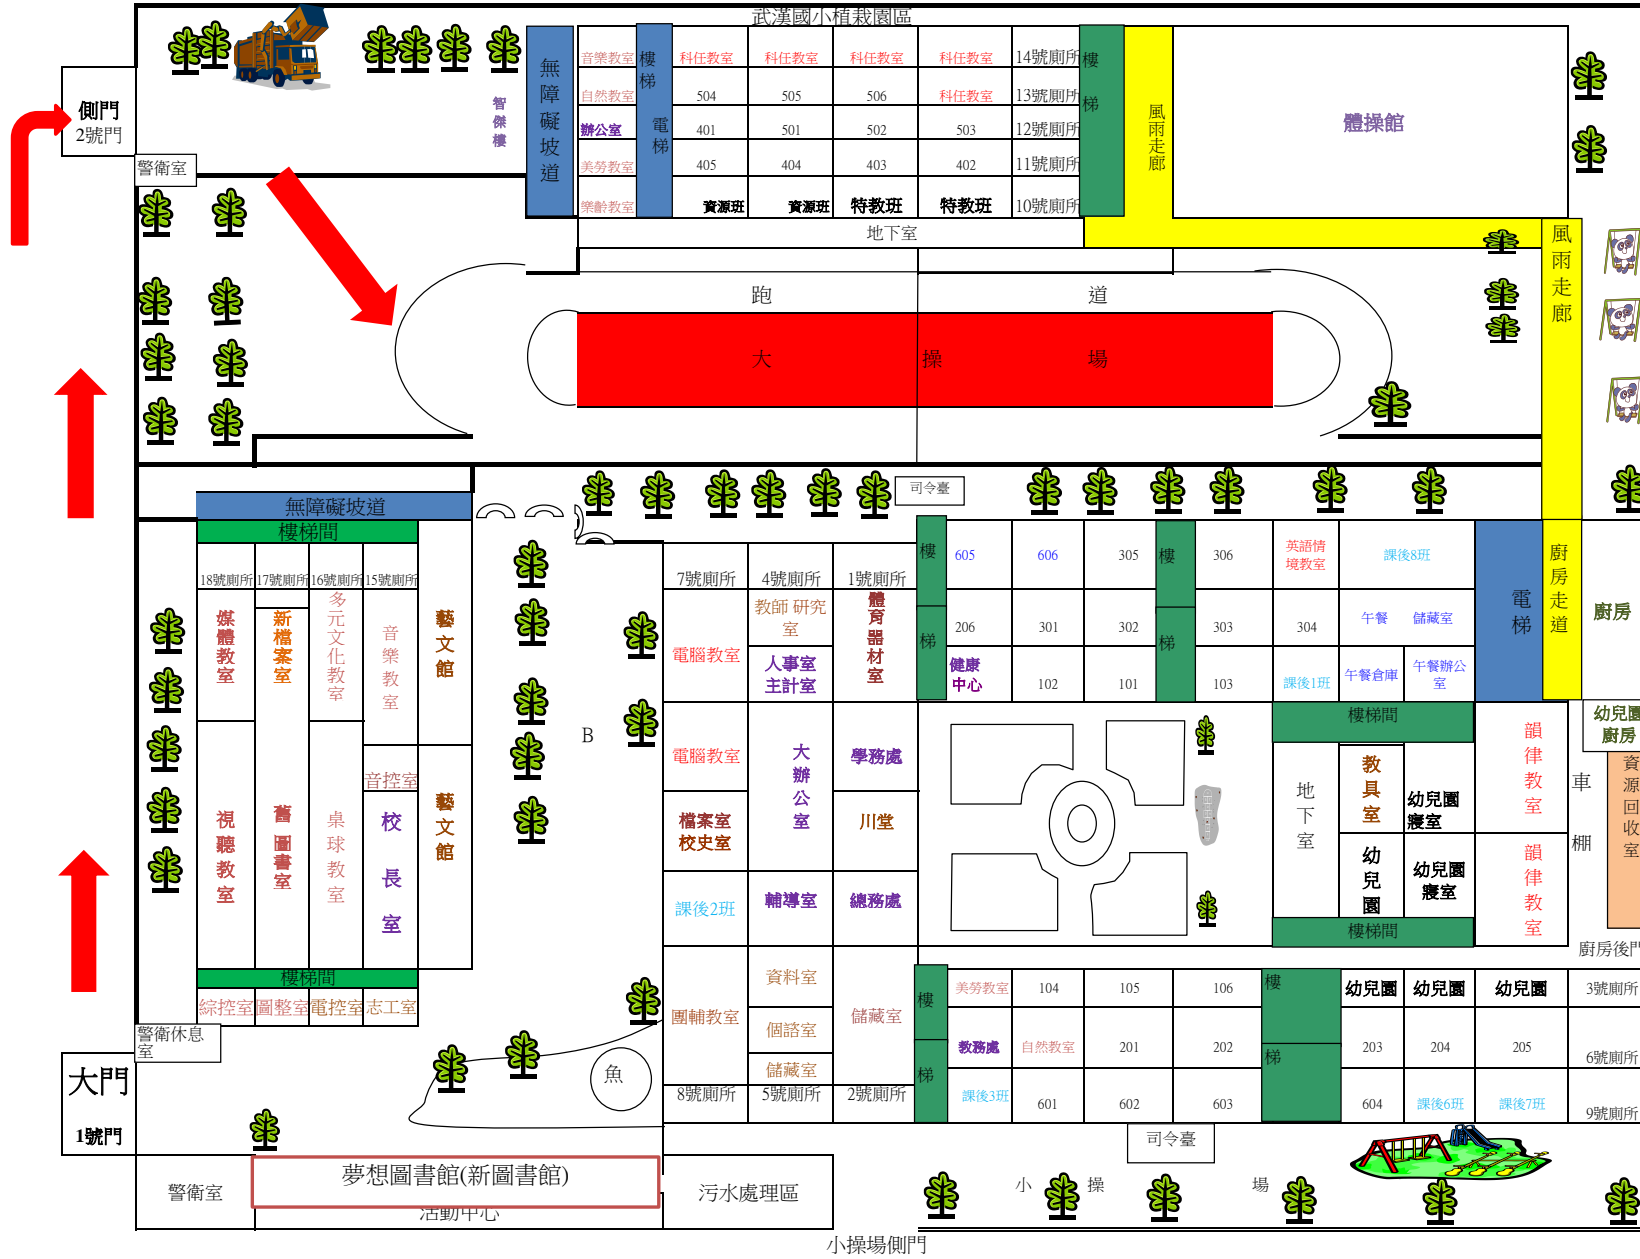 武漢國小植栽園區
側門
2號門
警衛室
智傑樓
無障礙坡道
音樂教室
樓梯
科任教室
科任教室
科任教室
科任教室
14號廁所
樓梯
自然教室
504
505
506
科任教室
13號廁所
辦公室
電梯
401
501
502
503
12號廁所
美勞教室
405
404
403
402
11號廁所
樂齡教室
資源班
資源班
特教班
特教班
10號廁所
風雨走廊
體操館
地下室
風雨走廊
跑道
大操場
司令臺
無障礙坡道
樓梯間
18號廁所
17號廁所
16號廁所
15號廁所
媒體教室
新檔案室
多元文化教室
音樂教室
藝文館
音控室
視聽教室
舊圖書室
桌球教室
校長室
藝文館
樓梯間
綜控室
圖整室
電控室
志工室
B
7號廁所
4號廁所
1號廁所
電腦教室
教師 研究室
體育器材室
人事室
主計室
電腦教室
大辦公室
學務處
檔案室
校史室
川堂
課後2班
輔導室
總務處
團輔教室
資料室
儲藏室
個諮室
儲藏室
8號廁所
5號廁所
2號廁所
樓梯
605
606
305
樓梯
306
英語情境教室
課後8班
電梯
廚房走道
廚房
206
301
302
303
304
午餐 儲藏室
健康中心
102
101
103
課後1班
午餐倉庫
午餐辦公室
樓梯間
地下室
教具室
幼兒園寢室
韻律教室
幼兒園
幼兒園寢室
韻律教室
樓梯間
幼兒園廚房
車棚
資源回收室
廚房後門
樓梯
美勞教室
104
105
106
樓梯
幼兒園
幼兒園
幼兒園
3號廁所
教務處
自然教室
201
202
203
204
205
6號廁所
課後3班
601
602
603
604
課後6班
課後7班
9號廁所
警衛休息室
大門
1號門
魚
司令臺
警衛室
夢想圖書館(新圖書館)
活動中心
污水處理區
小操場
小操場側門